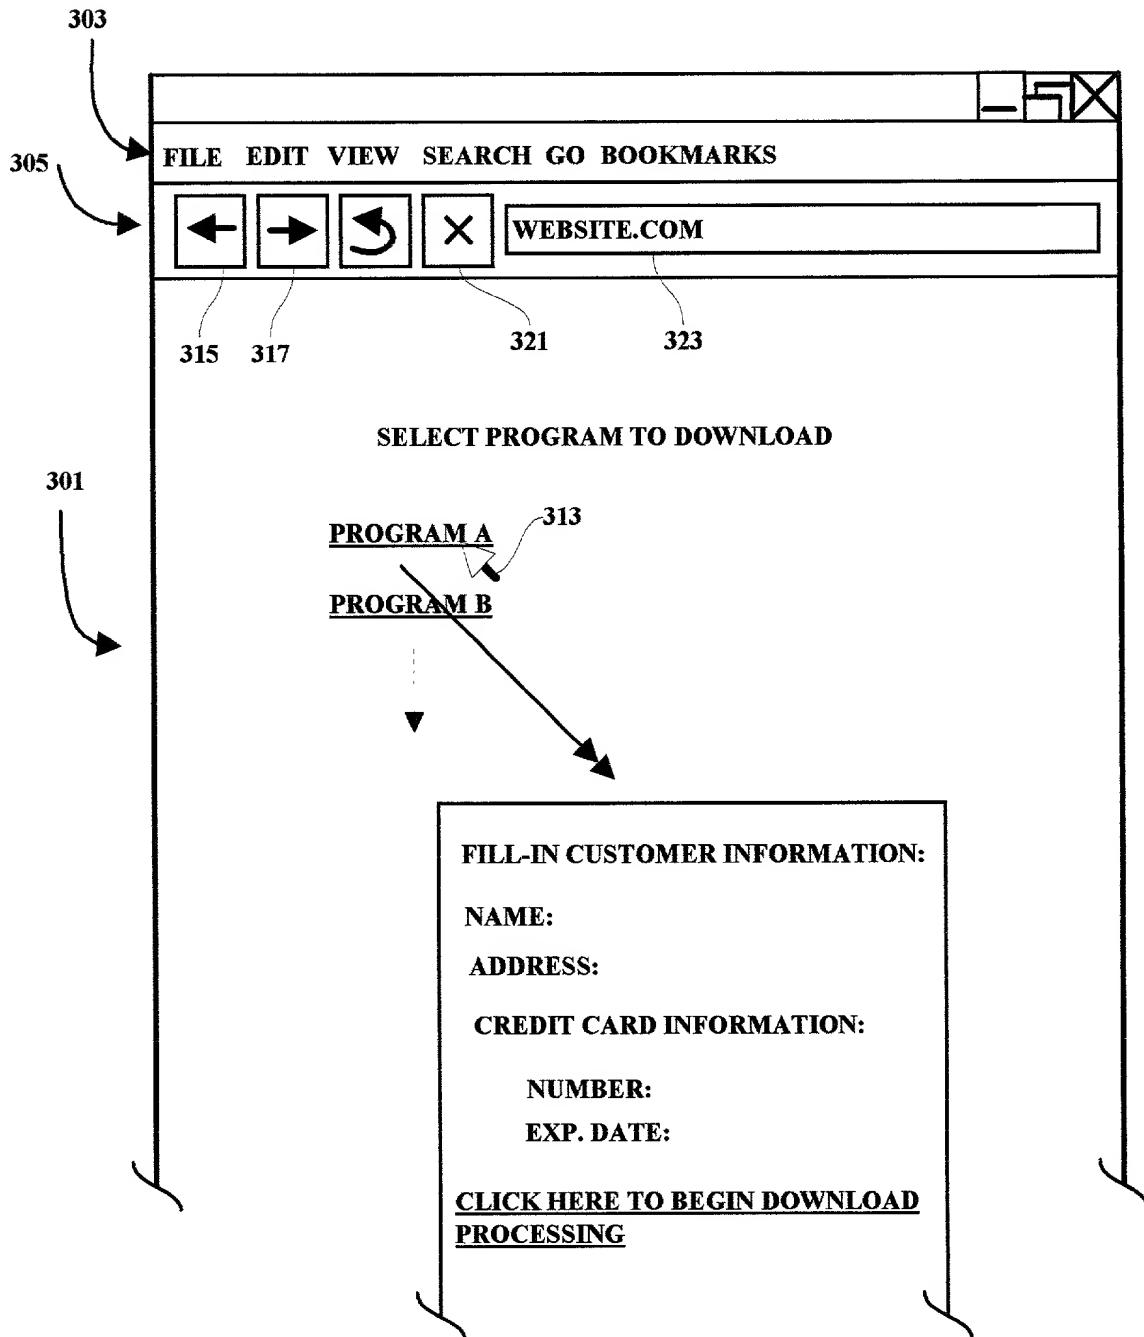 303
FILE EDIT VIEW SEARCH GO BOOKMARKS
305
WEBSITE.COM
315 317 321 323
SELECT PROGRAM TO DOWNLOAD
301
PROGRAM A
313
PROGRAM B
FILL-IN CUSTOMER INFORMATION:
NAME:
ADDRESS:
CREDIT CARD INFORMATION:
NUMBER:
EXP. DATE:
CLICK HERE TO BEGIN DOWNLOAD
PROCESSING